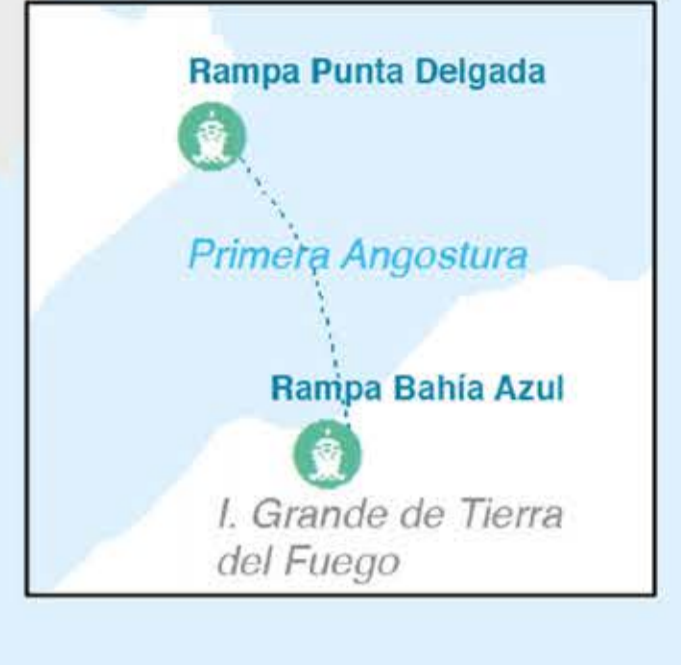 Rampa Punta Delgada
Primera Angostura
Rampa Bahía Azul
I. Grande de Tierra
del Fuego